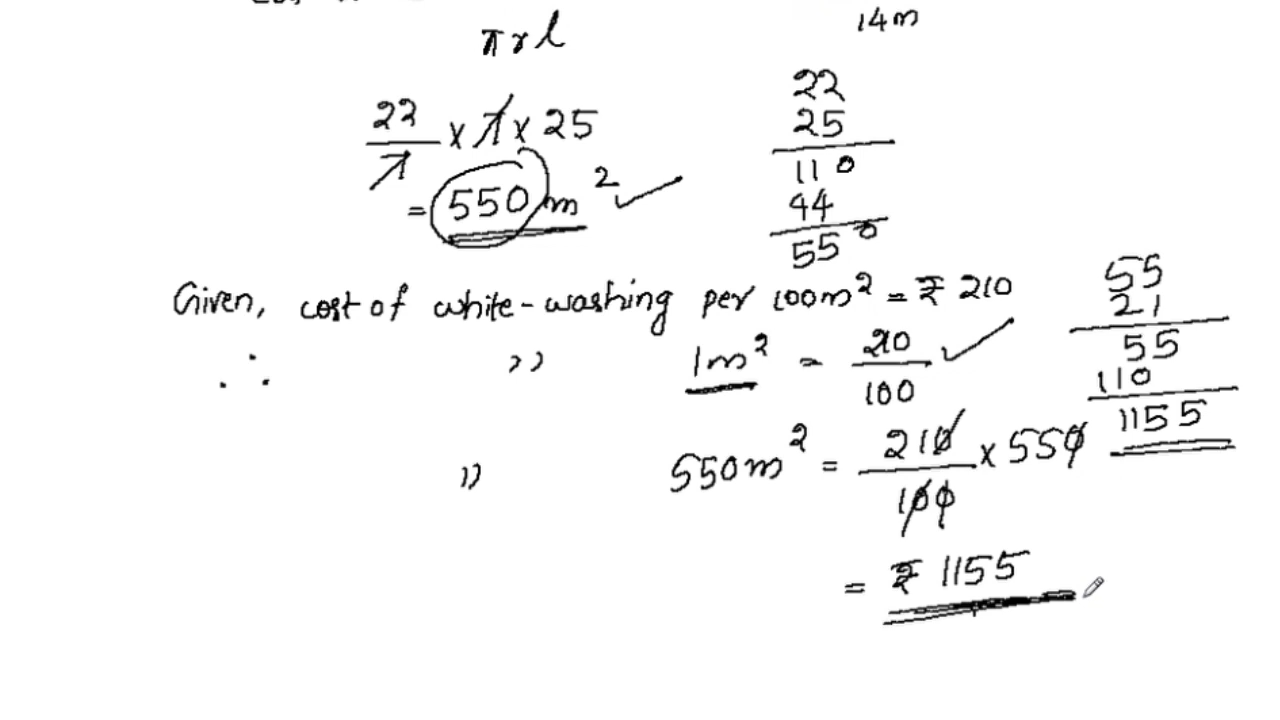 14m
πrl
22/7 × 7 × 25
= 550 m²
22
25
110
44
550
Given, cost of white-washing per 100m² = ₹ 210
∴ " 1m² = 210/100
" 550m² = 210/100 × 550
= ₹ 1155
55
21
55
110
1155